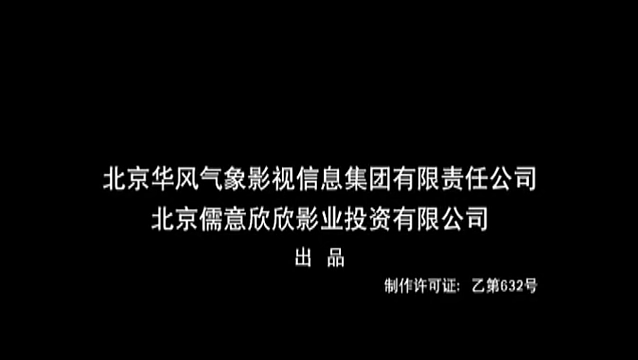 北京华风气象影视信息集团有限责任公司
北京儒意欣欣影业投资有限公司
出 品
制作许可证: 乙第632号